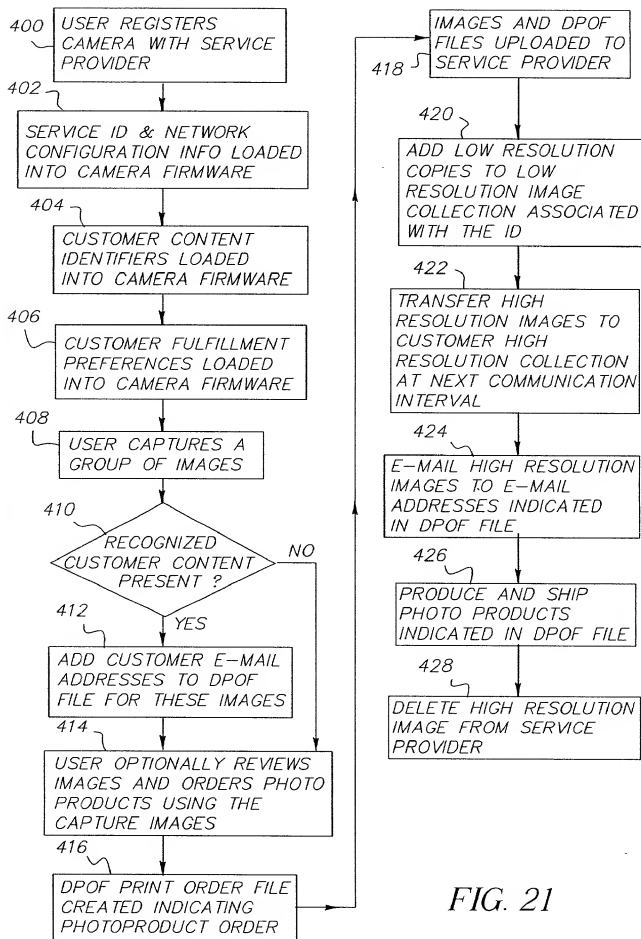 400
USER REGISTERS
CAMERA WITH SERVICE
PROVIDER
402
SERVICE ID & NETWORK
CONFIGURATION INFO LOADED
INTO CAMERA FIRMWARE
404
CUSTOMER CONTENT
IDENTIFIERS LOADED
INTO CAMERA FIRMWARE
406
CUSTOMER FULFILLMENT
PREFERENCES LOADED
INTO CAMERA FIRMWARE
408
USER CAPTURES A
GROUP OF IMAGES
410
RECOGNIZED
CUSTOMER CONTENT
PRESENT ?
NO
YES
412
ADD CUSTOMER E-MAIL
ADDRESSES TO DPOF
FILE FOR THESE IMAGES
414
USER OPTIONALLY REVIEWS
IMAGES AND ORDERS PHOTO
PRODUCTS USING THE
CAPTURE IMAGES
416
DPOF PRINT ORDER FILE
CREATED INDICATING
PHOTOPRODUCT ORDER
IMAGES AND DPOF
FILES UPLOADED TO
SERVICE PROVIDER
418
420
ADD LOW RESOLUTION
COPIES TO LOW
RESOLUTION IMAGE
COLLECTION ASSOCIATED
WITH THE ID
422
TRANSFER HIGH
RESOLUTION IMAGES TO
CUSTOMER HIGH
RESOLUTION COLLECTION
AT NEXT COMMUNICATION
INTERVAL
424
E-MAIL HIGH RESOLUTION
IMAGES TO E-MAIL
ADDRESSES INDICATED
IN DPOF FILE
426
PRODUCE AND SHIP
PHOTO PRODUCTS
INDICATED IN DPOF FILE
428
DELETE HIGH RESOLUTION
IMAGE FROM SERVICE
PROVIDER
FIG. 21